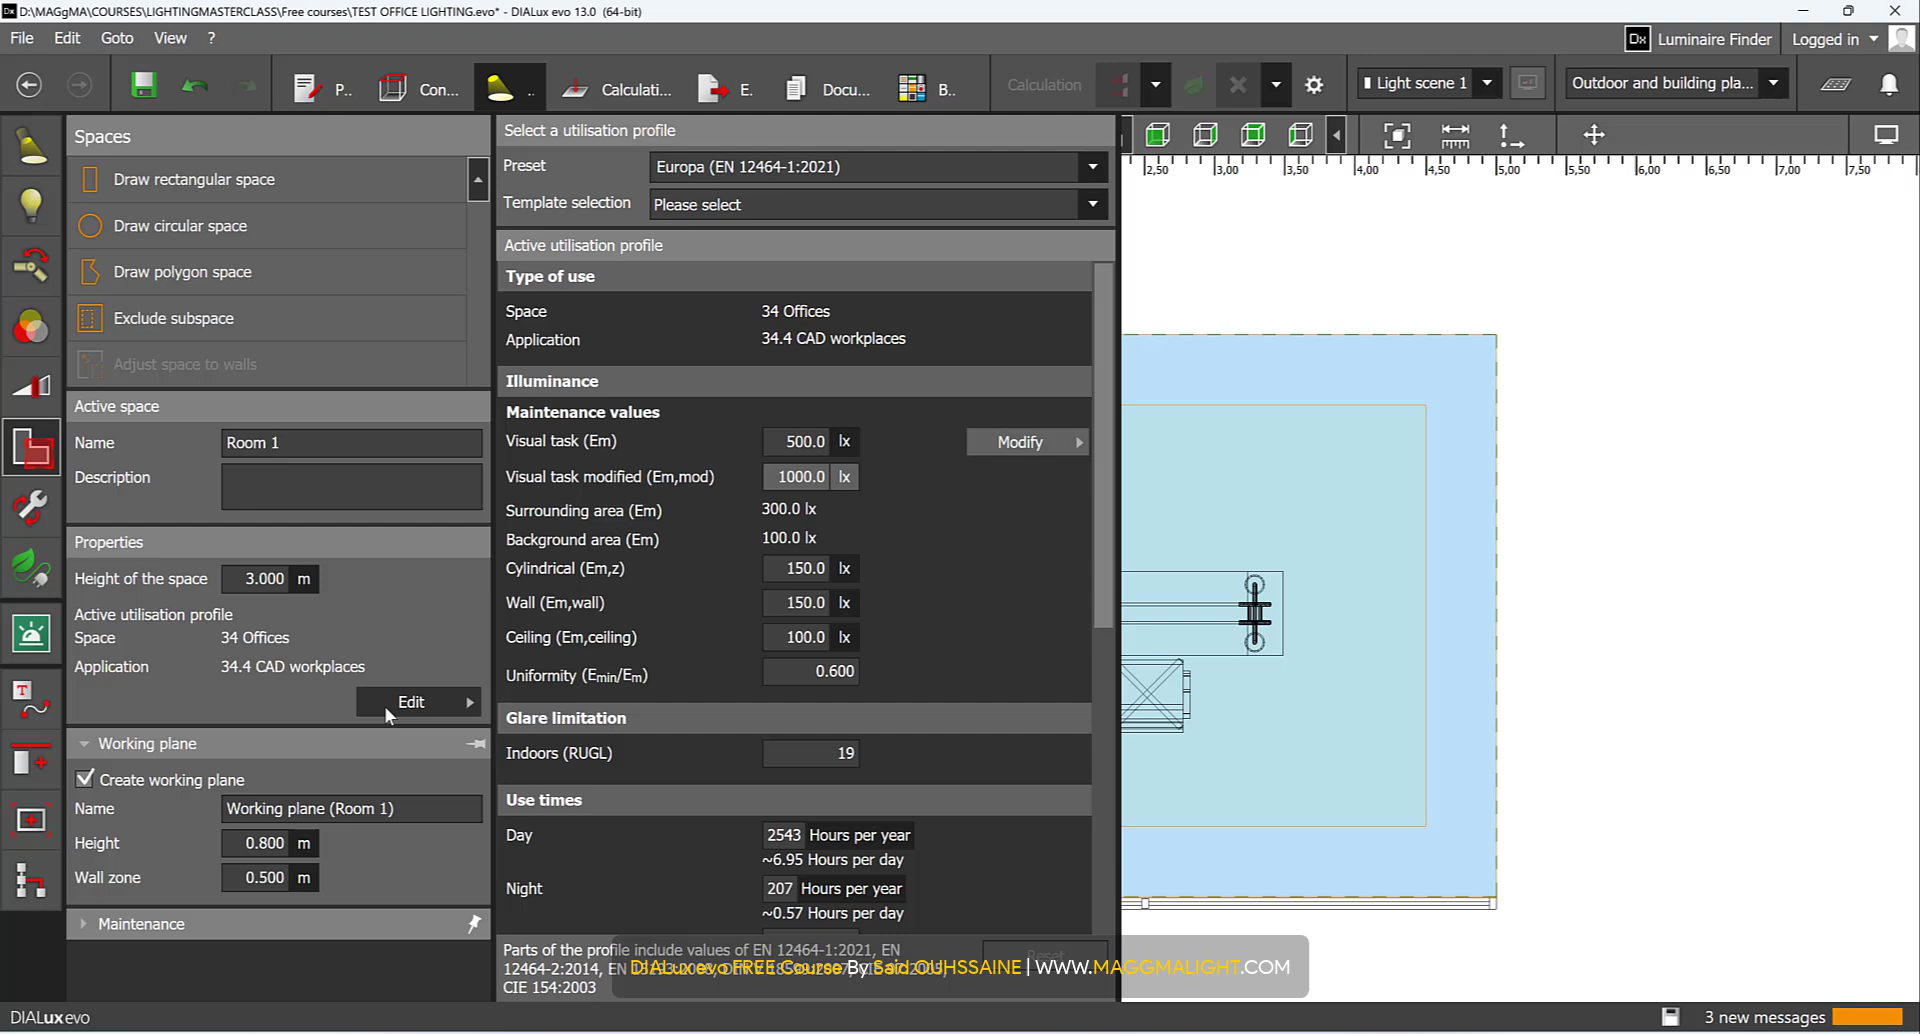 D:\MAGgMA\COURSES\LIGHTINGMASTERCLASS\Free courses\TEST OFFICE LIGHTING.evo* - DIALux evo 13.0  (64-bit)
File Edit Goto View ?
Dx Luminaire Finder Logged in
P.. Con... .. Calculati... E. Docu... B.. Calculation Light scene 1 Outdoor and building pla...
Spaces
Draw rectangular space
Draw circular space
Draw polygon space
Exclude subspace
Adjust space to walls
Active space
Name Room 1
Description
Properties
Height of the space 3.000 m
Active utilisation profile
Space 34 Offices
Application 34.4 CAD workplaces
Edit
Working plane
Create working plane
Name Working plane (Room 1)
Height 0.800 m
Wall zone 0.500 m
Maintenance
Select a utilisation profile
Preset Europa (EN 12464-1:2021)
Template selection Please select
Active utilisation profile
Type of use
Space 34 Offices
Application 34.4 CAD workplaces
Illuminance
Maintenance values
Visual task (Em) 500.0 lx Modify
Visual task modified (Em,mod) 1000.0 lx
Surrounding area (Em) 300.0 lx
Background area (Em) 100.0 lx
Cylindrical (Em,z) 150.0 lx
Wall (Em,wall) 150.0 lx
Ceiling (Em,ceiling) 100.0 lx
Uniformity (Emin/Em) 0.600
Glare limitation
Indoors (RUGL) 19
Use times
Day 2543 Hours per year
~6.95 Hours per day
Night 207 Hours per year
~0.57 Hours per day
Parts of the profile include values of EN 12464-1:2021, EN
12464-2:2014, EN
CIE 154:2003
Reset
2,50 3,00 3,50 4,00 4,50 5,00 5,50 6,00 6,50 7,00 7,50
DIALux evo FREE Course By Said OUHSSAINE | WWW.MAGGMALIGHT.COM
DIALux evo
3 new messages